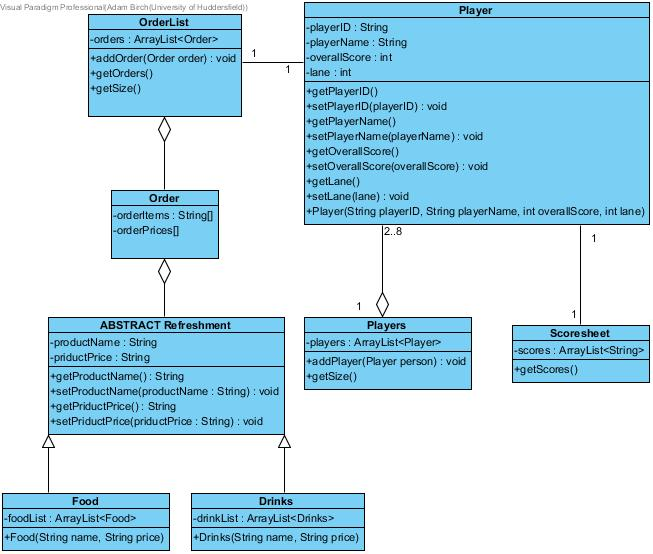 Visual Paradigm Professional(Adam Birch(University of Huddersfield))
OrderList
-orders : ArrayList<Order>
+addOrder(Order order) : void
+getOrders()
+getSize()
1
1
Player
-playerID : String
-playerName : String
-overallScore : int
-lane : int
+getPlayerID()
+setPlayerID(playerID) : void
+getPlayerName()
+setPlayerName(playerName) : void
+getOverallScore()
+setOverallScore(overallScore) : void
+getLane()
+setLane(lane) : void
+Player(String playerID, String playerName, int overallScore, int lane)
Order
-orderItems : String[]
-orderPrices[]
2..8
1
1
1
ABSTRACT Refreshment
-productName : String
-priductPrice : String
+getProductName() : String
+setProductName(productName : String) : void
+getPriductPrice() : String
+setPriductPrice(priductPrice : String) : void
Players
-players : ArrayList<Player>
+addPlayer(Player person) : void
+getSize()
Scoresheet
-scores : ArrayList<String>
+getScores()
Food
-foodList : ArrayList<Food>
+Food(String name, String price)
Drinks
-drinkList : ArrayList<Drinks>
+Drinks(String name, String price)